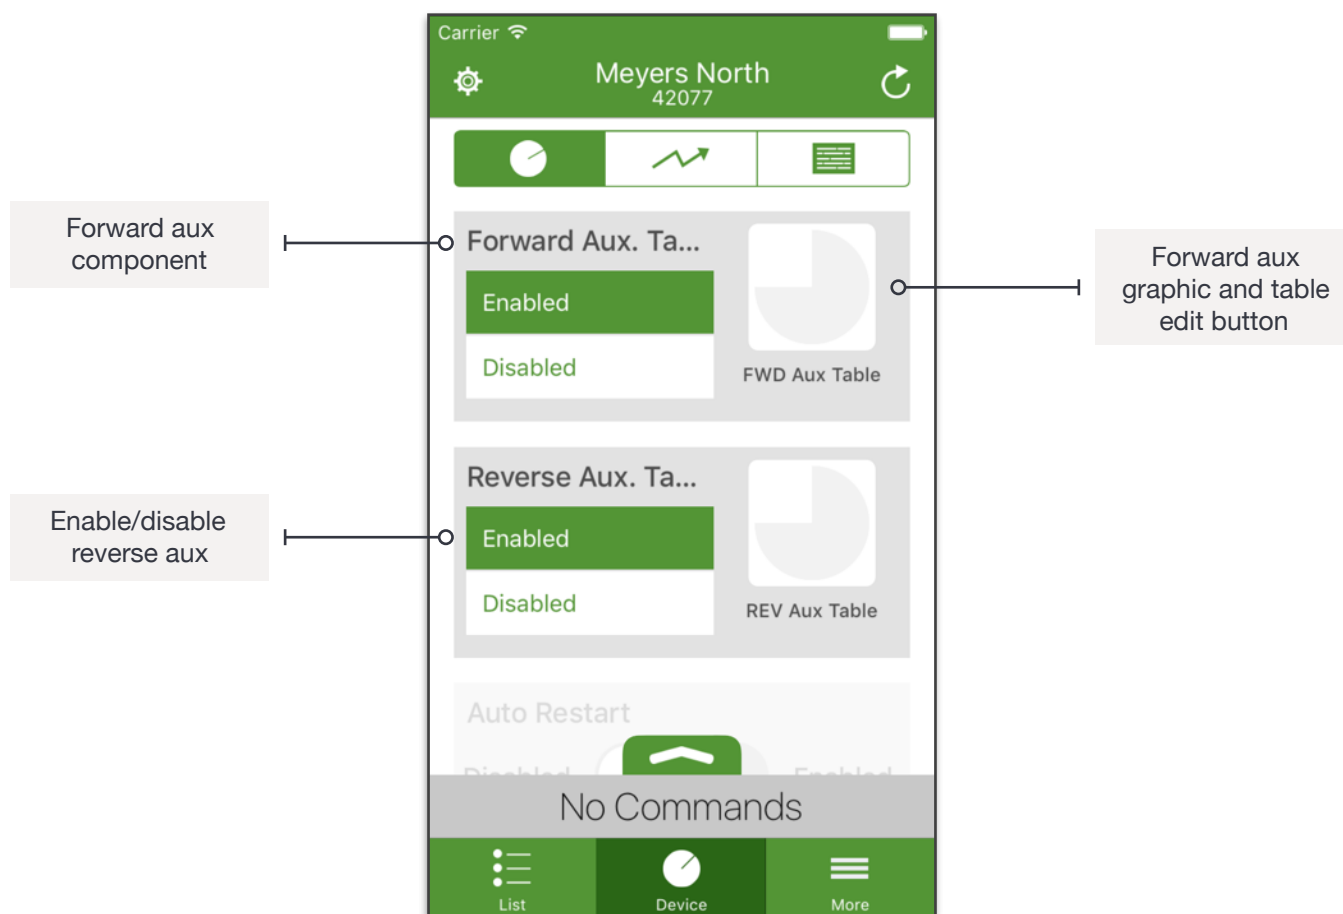 Carrier
Meyers North
42077
Forward aux
component
Forward Aux. Ta...
Enabled
Disabled
FWD Aux Table
Forward aux
graphic and table
edit button
Reverse Aux. Ta...
Enable/disable
reverse aux
Enabled
Disabled
REV Aux Table
Auto Restart
Disabled
Enabled
No Commands
List
Device
More